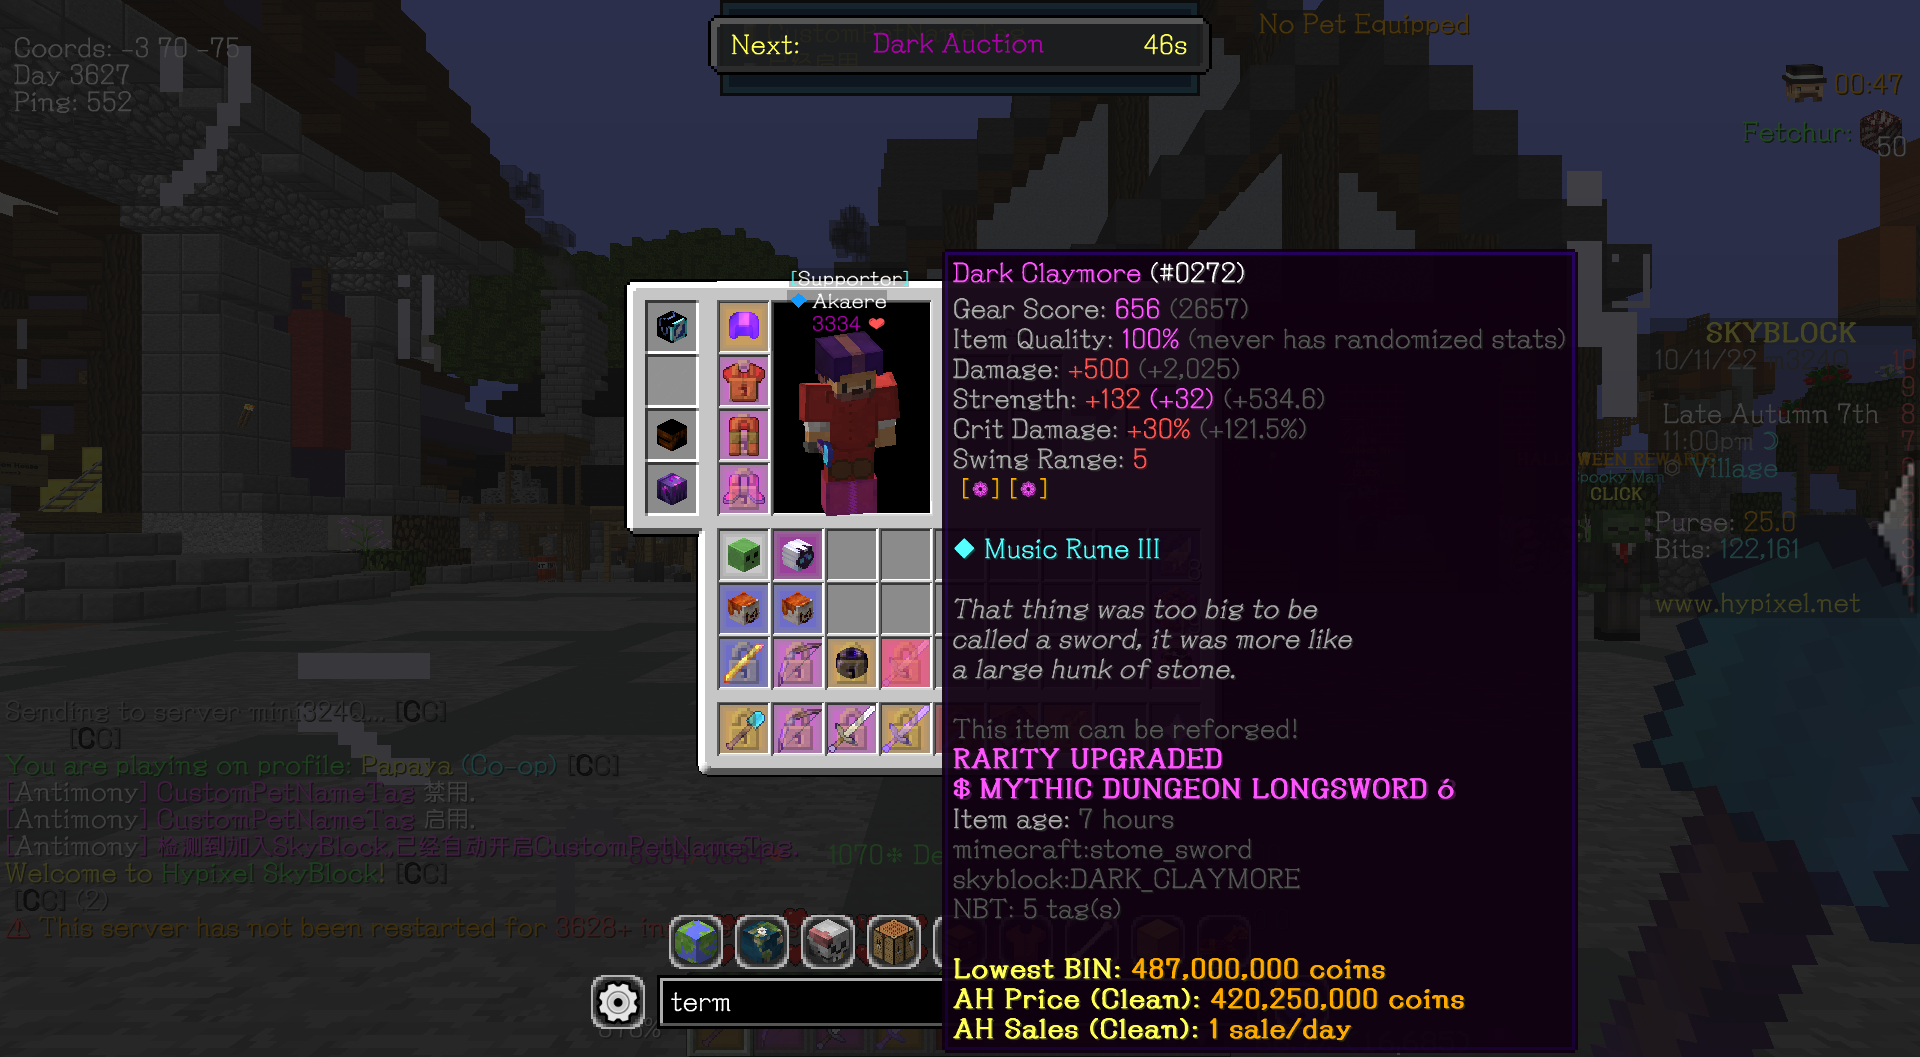 Coords: -3 70 -75
Day 3627
Ping: 552
Next: Dark Auction 46s
No Pet Equipped
00:47
Fetchur:
50
[Supporter]
Akaere
3334 ❤
Dark Claymore (#0272)
Gear Score: 656 (2657)
Item Quality: 100% (never has randomized stats)
Damage: +500 (+2,025)
Strength: +132 (+32) (+534.6)
Crit Damage: +30% (+121.5%)
Swing Range: 5
◆ Music Rune III
That thing was too big to be
called a sword, it was more like
a large hunk of stone.
This item can be reforged!
RARITY UPGRADED
$ MYTHIC DUNGEON LONGSWORD ó
Item age: 7 hours
minecraft:stone_sword
skyblock:DARK_CLAYMORE
NBT: 5 tag(s)
Lowest BIN: 487,000,000 coins
AH Price (Clean): 420,250,000 coins
AH Sales (Clean): 1 sale/day
SKYBLOCK
10/11/22
Late Autumn 7th
11:00pm
Village
CLICK
Purse: 25.0
Bits: 122,161
www.hypixel.net
Sending to server mini324Q... [CC]
[CC]
You are playing on profile: Papaya (Co-op) [CC]
[Antimony] CustomPetNameTag 禁用.
[Antimony] CustomPetNameTag 启用.
[Antimony] 检测到加入SkyBlock,已经自动开启CustomPetNameTag.
Welcome to Hypixel SkyBlock! [CC]
[CC] (2)
⚠ This server has not been restarted for 3628+
1070 De
term